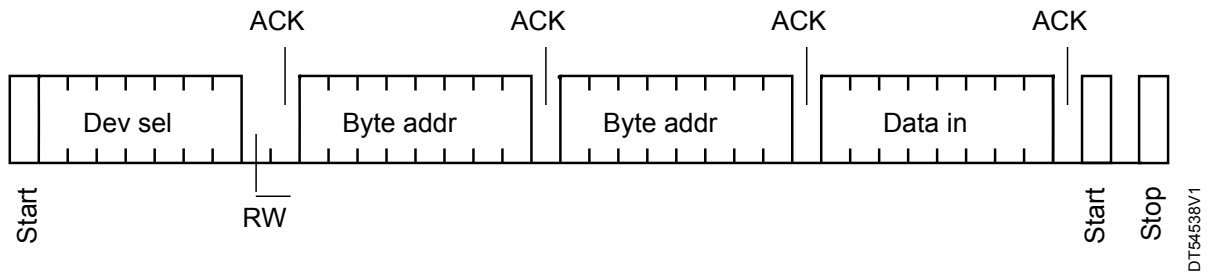 ACK ACK ACK ACK
Dev sel Byte addr Byte addr Data in
Start RW Start Stop
DT54538V1